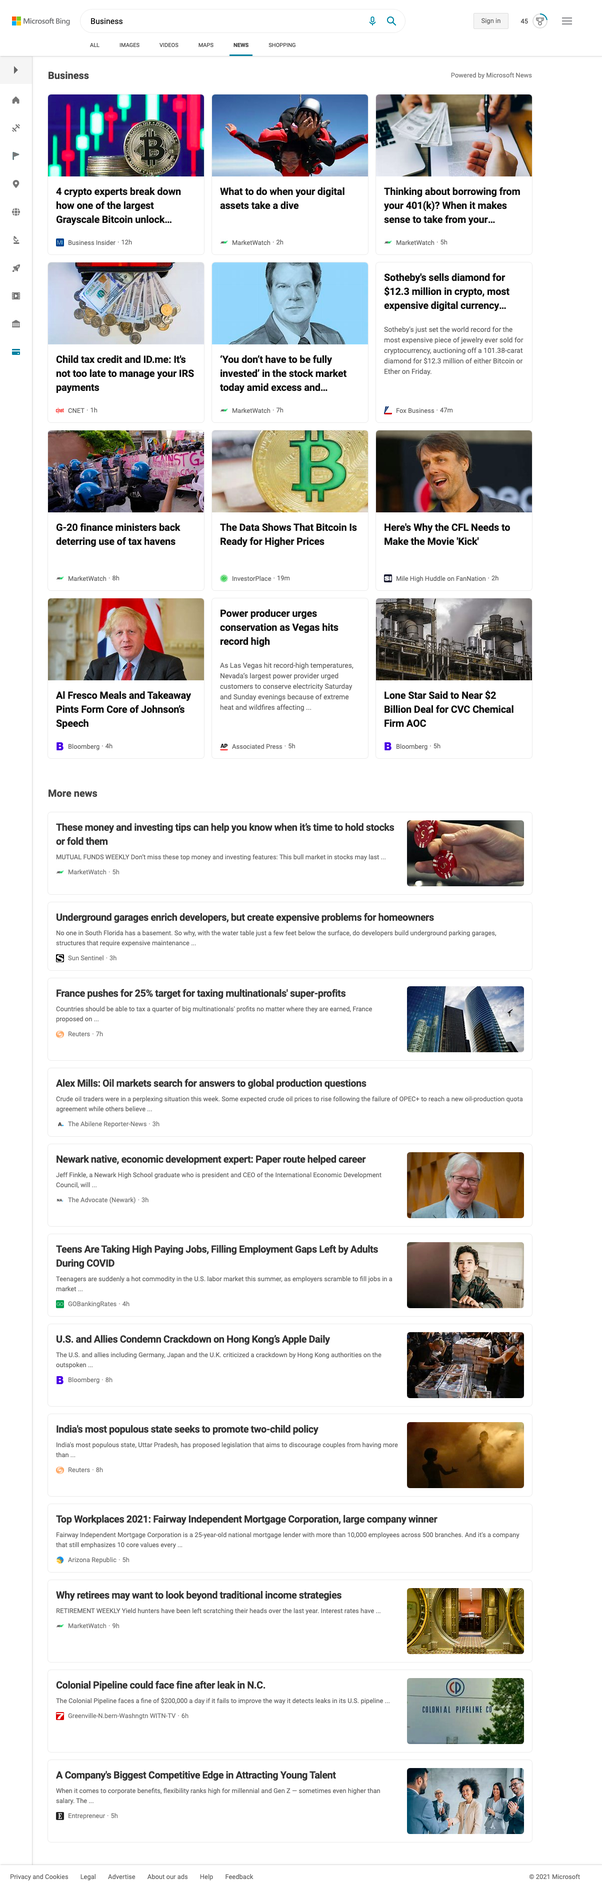 Microsoft Bing
Business
Sign in
45
ALL IMAGES VIDEOS MAPS NEWS SHOPPING
Business
Powered by Microsoft News
4 crypto experts break down
how one of the largest
Grayscale Bitcoin unlock...
Business Insider · 12h
What to do when your digital
assets take a dive
MarketWatch · 2h
Thinking about borrowing from
your 401(k)? When it makes
sense to take from your...
MarketWatch · 5h
Child tax credit and ID.me: It's
not too late to manage your IRS
payments
CNET · 1h
'You don't have to be fully
invested' in the stock market
today amid excess and...
MarketWatch · 7h
Sotheby's sells diamond for
$12.3 million in crypto, most
expensive digital currency...
Sotheby's just set the world record for the
most expensive piece of jewelry ever sold for
cryptocurrency, auctioning off a 101.38-carat
diamond for $12.3 million of either Bitcoin or
Ether on Friday.
Fox Business · 47m
G-20 finance ministers back
deterring use of tax havens
MarketWatch · 8h
The Data Shows That Bitcoin Is
Ready for Higher Prices
InvestorPlace · 19m
Here's Why the CFL Needs to
Make the Movie 'Kick'
Mile High Huddle on FanNation · 2h
Al Fresco Meals and Takeaway
Pints Form Core of Johnson's
Speech
Bloomberg · 4h
Power producer urges
conservation as Vegas hits
record high
As Las Vegas hit record-high temperatures,
Nevada's largest power provider urged
customers to conserve electricity Saturday
and Sunday evenings because of extreme
heat and wildfires affecting ...
AP
Associated Press · 5h
Lone Star Said to Near $2
Billion Deal for CVC Chemical
Firm AOC
Bloomberg · 5h
More news
These money and investing tips can help you know when it's time to hold stocks
or fold them
MUTUAL FUNDS WEEKLY Don't miss these top money and investing features: This bull market in stocks may last ...
MarketWatch · 5h
Underground garages enrich developers, but create expensive problems for homeowners
No one in South Florida has a basement. So why, with the water table just a few feet below the surface, do developers build underground parking garages,
structures that require expensive maintenance ...
Sun Sentinel · 3h
France pushes for 25% target for taxing multinationals' super-profits
Countries should be able to tax a quarter of big multinationals' profits no matter where they are earned, France
proposed on ...
Reuters · 7h
Alex Mills: Oil markets search for answers to global production questions
Crude oil traders were in a perplexing situation this week. Some expected crude oil prices to rise following the failure of OPEC+ to reach a new oil-production quota
agreement while others believe ...
The Abilene Reporter-News · 3h
Newark native, economic development expert: Paper route helped career
Jeff Finkle, a Newark High School graduate who is president and CEO of the International Economic Development
Council, will ...
The Advocate (Newark) · 3h
Teens Are Taking High Paying Jobs, Filling Employment Gaps Left by Adults
During COVID
Teenagers are suddenly a hot commodity in the U.S. labor market this summer, as employers scramble to fill jobs in a
market ...
GOBankingRates · 4h
U.S. and Allies Condemn Crackdown on Hong Kong's Apple Daily
The U.S. and allies including Germany, Japan and the U.K. criticized a crackdown by Hong Kong authorities on the
outspoken ...
Bloomberg · 8h
India's most populous state seeks to promote two-child policy
India's most populous state, Uttar Pradesh, has proposed legislation that aims to discourage couples from having more
than ...
Reuters · 8h
Top Workplaces 2021: Fairway Independent Mortgage Corporation, large company winner
Fairway Independent Mortgage Corporation is a 25-year-old national mortgage lender with more than 10,000 employees across 500 branches. And it's a company
that still emphasizes 10 core values every ...
Arizona Republic · 5h
Why retirees may want to look beyond traditional income strategies
RETIREMENT WEEKLY Yield hunters have been left scratching their heads over the last year. Interest rates have ...
MarketWatch · 9h
Colonial Pipeline could face fine after leak in N.C.
The Colonial Pipeline faces a fine of $200,000 a day if it fails to improve the way it detects leaks in its U.S. pipeline ...
Greenville-N.bern-Washngtn WITN-TV · 6h
COLONIAL PIPELINE CO
A Company's Biggest Competitive Edge in Attracting Young Talent
When it comes to corporate benefits, flexibility ranks high for millennial and Gen Z — sometimes even higher than
salary. The ...
Entrepreneur · 5h
Privacy and Cookies Legal Advertise About our ads Help Feedback
© 2021 Microsoft